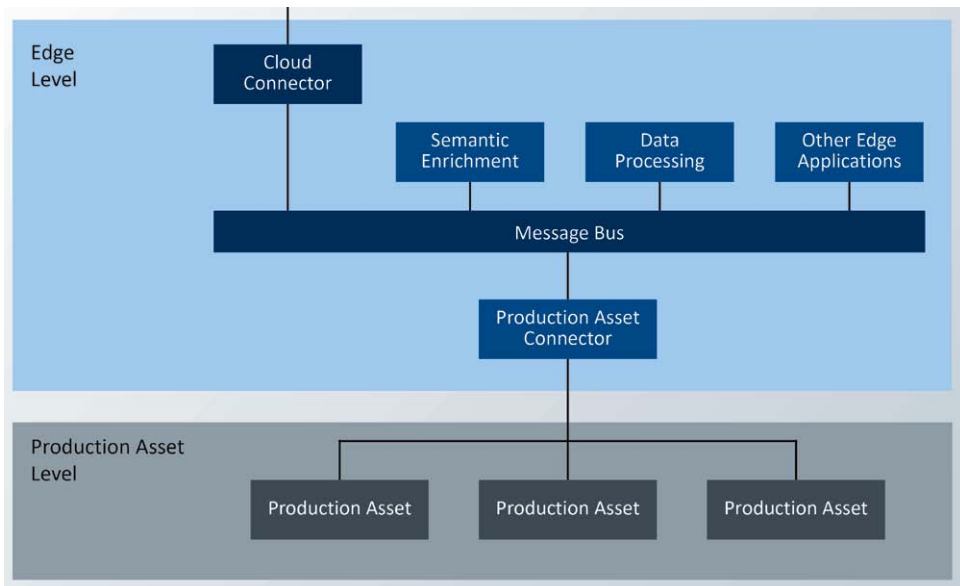 Edge
Level
Cloud
Connector
Semantic
Enrichment
Data
Processing
Other Edge
Applications
Message Bus
Production Asset
Connector
Production Asset
Level
Production Asset
Production Asset
Production Asset